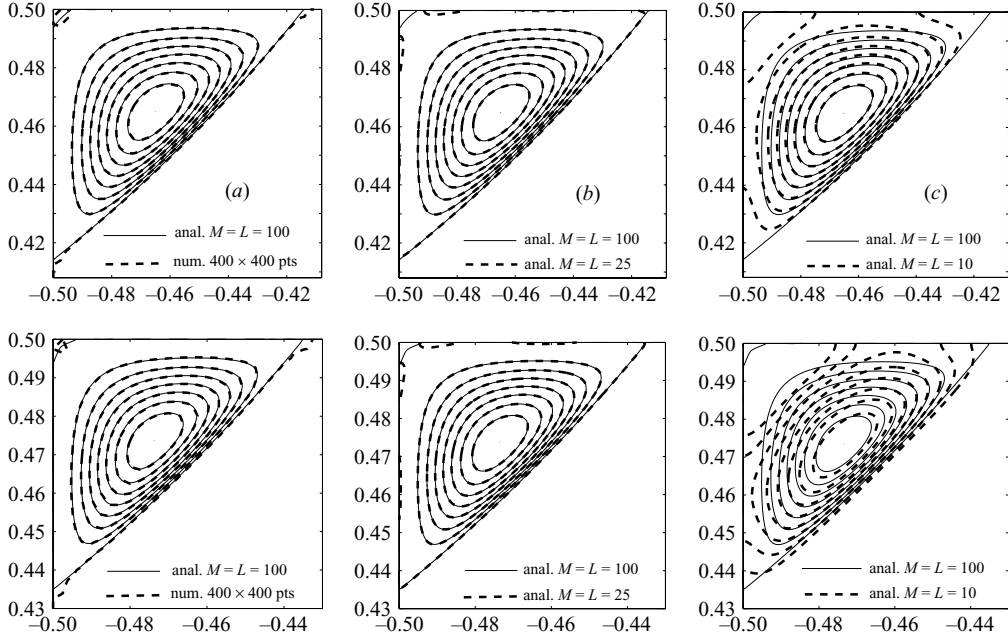 0.50
0.48
0.46
0.44
0.42
(a)
anal. M = L = 100
num. 400 × 400 pts
−0.50 −0.48 −0.46 −0.44 −0.42
0.50
0.48
0.46
0.44
0.42
(b)
anal. M = L = 100
anal. M = L = 25
−0.50 −0.48 −0.46 −0.44 −0.42
0.50
0.48
0.46
0.44
0.42
(c)
anal. M = L = 100
anal. M = L = 10
−0.50 −0.48 −0.46 −0.44 −0.42
0.50
0.49
0.48
0.47
0.46
0.45
0.44
0.43
anal. M = L = 100
num. 400 × 400 pts
−0.50 −0.48 −0.46 −0.44
0.50
0.49
0.48
0.47
0.46
0.45
0.44
0.43
anal. M = L = 100
anal. M = L = 25
−0.50 −0.48 −0.46 −0.44
0.50
0.49
0.48
0.47
0.46
0.45
0.44
0.43
anal. M = L = 100
anal. M = L = 10
−0.50 −0.48 −0.46 −0.44